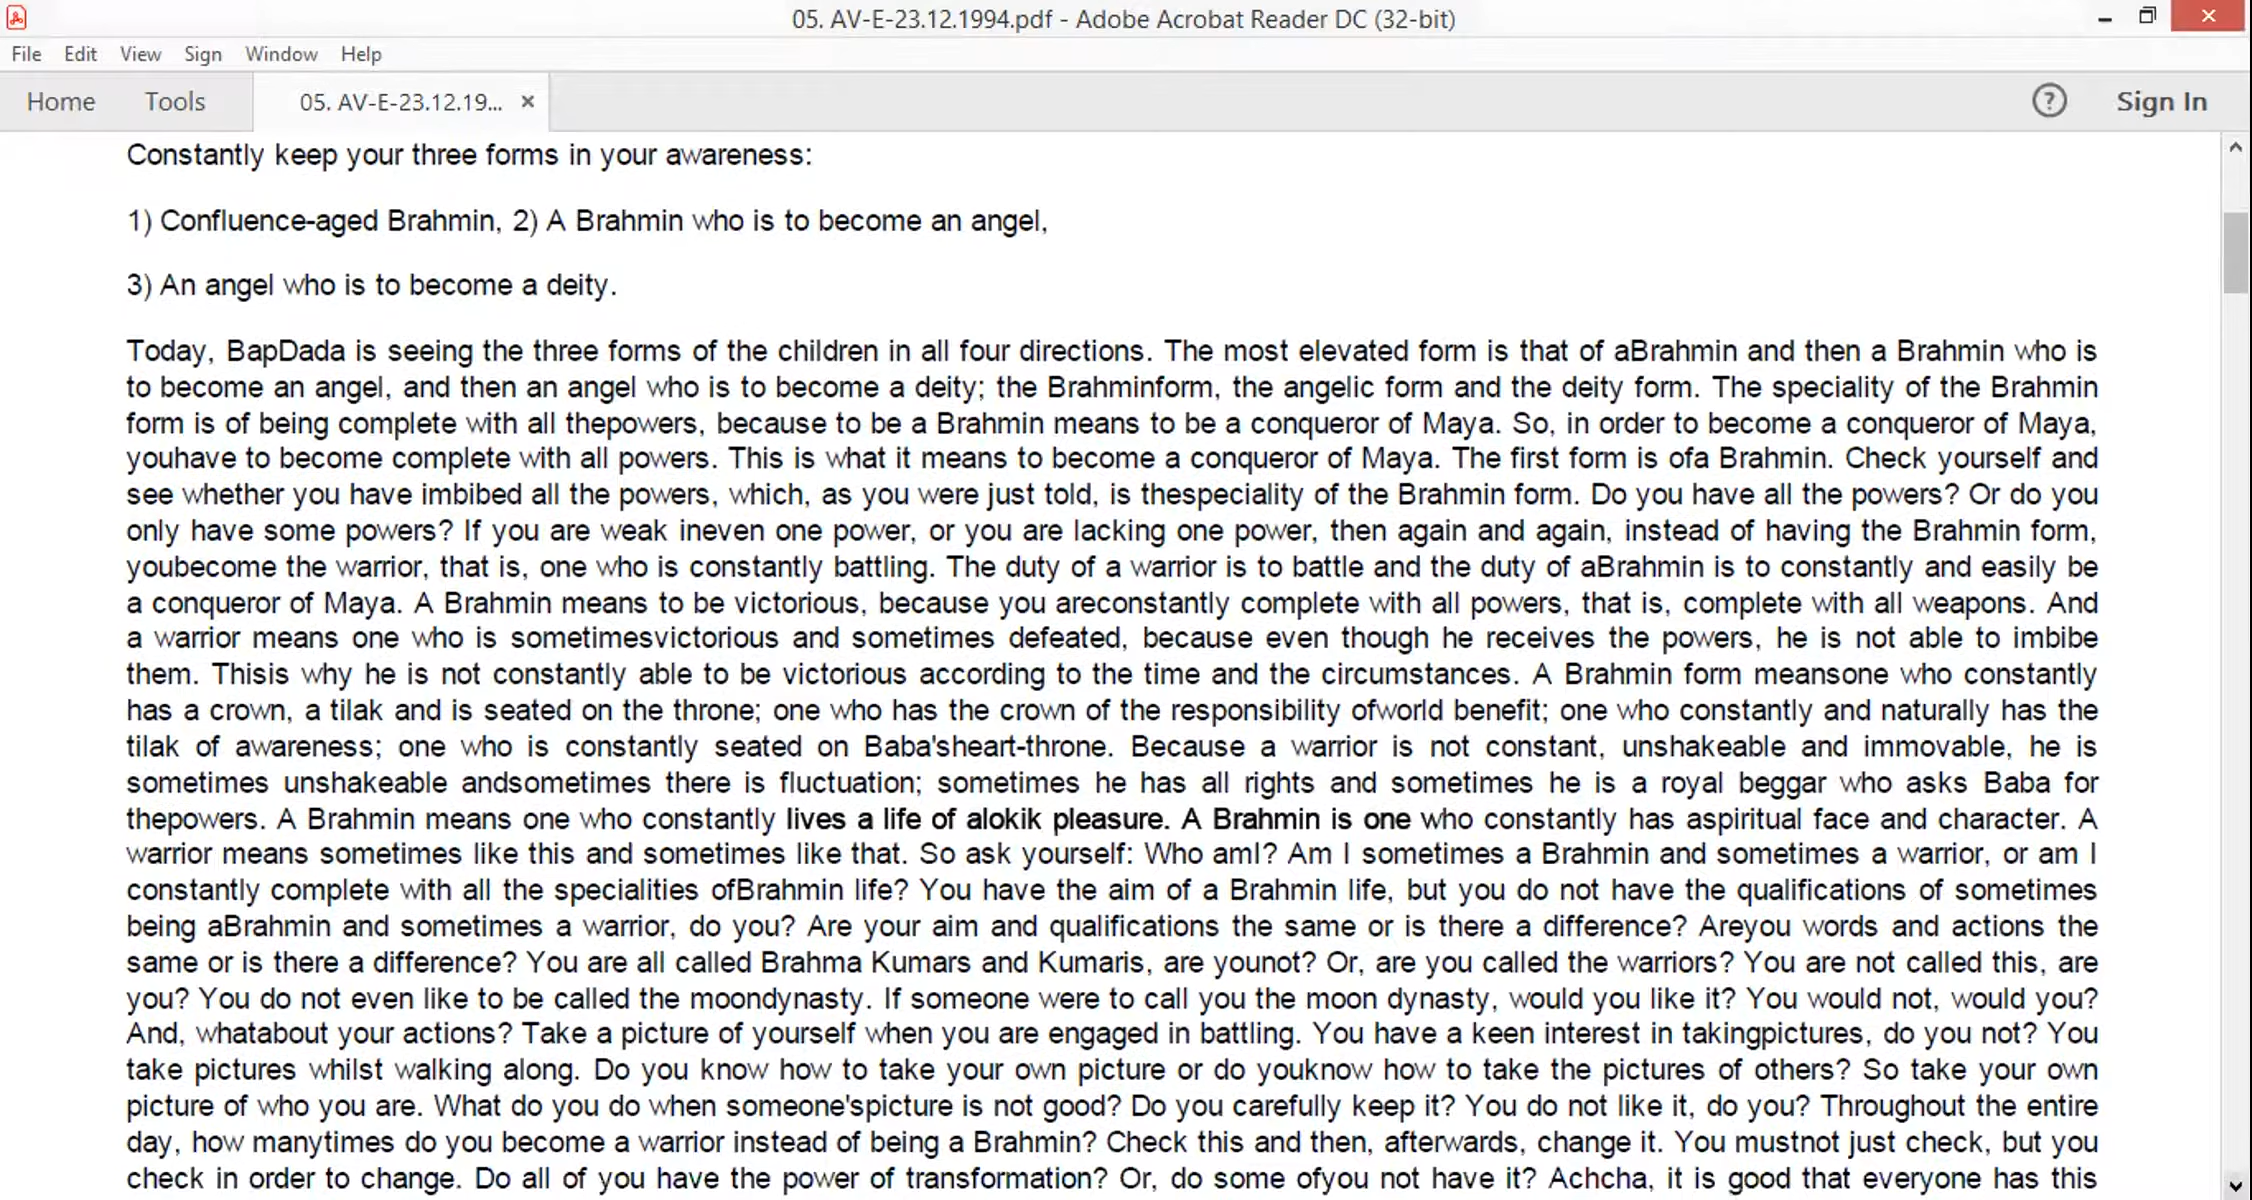 05. AV-E-23.12.1994.pdf - Adobe Acrobat Reader DC (32-bit)
File Edit View Sign Window Help
Home Tools 05. AV-E-23.12.19... × ? Sign In
Constantly keep your three forms in your awareness:
1) Confluence-aged Brahmin, 2) A Brahmin who is to become an angel,
3) An angel who is to become a deity.
Today, BapDada is seeing the three forms of the children in all four directions. The most elevated form is that of aBrahmin and then a Brahmin who is
to become an angel, and then an angel who is to become a deity; the Brahminform, the angelic form and the deity form. The speciality of the Brahmin
form is of being complete with all thepowers, because to be a Brahmin means to be a conqueror of Maya. So, in order to become a conqueror of Maya,
youhave to become complete with all powers. This is what it means to become a conqueror of Maya. The first form is ofa Brahmin. Check yourself and
see whether you have imbibed all the powers, which, as you were just told, is thespeciality of the Brahmin form. Do you have all the powers? Or do you
only have some powers? If you are weak ineven one power, or you are lacking one power, then again and again, instead of having the Brahmin form,
youbecome the warrior, that is, one who is constantly battling. The duty of a warrior is to battle and the duty of aBrahmin is to constantly and easily be
a conqueror of Maya. A Brahmin means to be victorious, because you areconstantly complete with all powers, that is, complete with all weapons. And
a warrior means one who is sometimesvictorious and sometimes defeated, because even though he receives the powers, he is not able to imbibe
them. Thisis why he is not constantly able to be victorious according to the time and the circumstances. A Brahmin form meansone who constantly
has a crown, a tilak and is seated on the throne; one who has the crown of the responsibility ofworld benefit; one who constantly and naturally has the
tilak of awareness; one who is constantly seated on Baba'sheart-throne. Because a warrior is not constant, unshakeable and immovable, he is
sometimes unshakeable andsometimes there is fluctuation; sometimes he has all rights and sometimes he is a royal beggar who asks Baba for
thepowers. A Brahmin means one who constantly lives a life of alokik pleasure. A Brahmin is one who constantly has aspiritual face and character. A
warrior means sometimes like this and sometimes like that. So ask yourself: Who amI? Am I sometimes a Brahmin and sometimes a warrior, or am I
constantly complete with all the specialities ofBrahmin life? You have the aim of a Brahmin life, but you do not have the qualifications of sometimes
being aBrahmin and sometimes a warrior, do you? Are your aim and qualifications the same or is there a difference? Areyou words and actions the
same or is there a difference? You are all called Brahma Kumars and Kumaris, are younot? Or, are you called the warriors? You are not called this, are
you? You do not even like to be called the moondynasty. If someone were to call you the moon dynasty, would you like it? You would not, would you?
And, whatabout your actions? Take a picture of yourself when you are engaged in battling. You have a keen interest in takingpictures, do you not? You
take pictures whilst walking along. Do you know how to take your own picture or do youknow how to take the pictures of others? So take your own
picture of who you are. What do you do when someone'spicture is not good? Do you carefully keep it? You do not like it, do you? Throughout the entire
day, how manytimes do you become a warrior instead of being a Brahmin? Check this and then, afterwards, change it. You mustnot just check, but you
check in order to change. Do all of you have the power of transformation? Or, do some ofyou not have it? Achcha, it is good that everyone has this